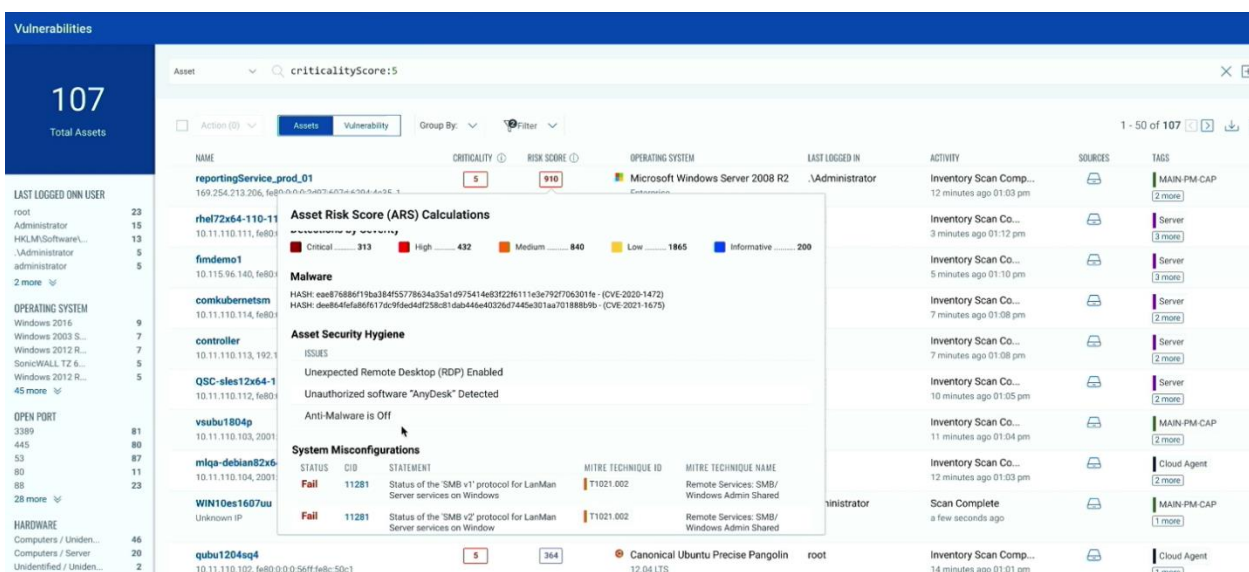 Vulnerabilities
107
Total Assets
Asset criticalityScore:5
Action (0) Assets Vulnerability Group By: 2 Filter 1 - 50 of 107
NAME CRITICALITY RISK SCORE OPERATING SYSTEM LAST LOGGED IN ACTIVITY SOURCES TAGS
reportingService_prod_01 5 910 Microsoft Windows Server 2008 R2 .\Administrator Inventory Scan Comp... MAIN-PM-CAP
12 minutes ago 01:03 pm 2 more
rhel72x64-110-11 Inventory Scan Co... Server
10.11.110.111, fe80: 3 minutes ago 01:12 pm 3 more
fimdemo1 Inventory Scan Co... Server
10.115.96.140, fe80: 5 minutes ago 01:10 pm 3 more
comkubernetsm Inventory Scan Co... Server
10.11.110.114, fe80: 7 minutes ago 01:08 pm 2 more
controller Inventory Scan Co... Server
10.11.110.113, 192.1 7 minutes ago 01:08 pm 2 more
QSC-sles12x64-1 Inventory Scan Co... Server
10.11.110.112, fe80: 10 minutes ago 01:05 pm 2 more
vsubu1804p Inventory Scan Co... MAIN-PM-CAP
10.11.110.103, 2001: 11 minutes ago 01:04 pm 2 more
mlqa-debian82x6 Inventory Scan Co... Cloud Agent
10.11.110.104, 2001: 12 minutes ago 01:03 pm 2 more
WIN10es1607uu ninistrator Scan Complete MAIN-PM-CAP
Unknown IP a few seconds ago 1 more
qubu1204sq4 5 364 Canonical Ubuntu Precise Pangolin root Inventory Scan Comp... Cloud Agent
10.11.110.102, fe80:0:0:0:56ff:fe8c:50c1 12.04 LTS 14 minutes ago 01:01 pm
LAST LOGGED ONN USER
root 23
Administrator 15
HKLM\Software\... 13
.\Administrator 5
administrator 5
2 more
OPERATING SYSTEM
Windows 2016 9
Windows 2003 S... 7
Windows 2012 R... 7
SonicWALL TZ 6... 5
Windows 2012 R... 5
45 more
OPEN PORT
3389 81
445 80
53 87
80 11
88 23
28 more
HARDWARE
Computers / Uniden... 46
Computers / Server 20
Unidentified / Uniden... 2
Asset Risk Score (ARS) Calculations
Detections by Severity
Critical 313 High 432 Medium 840 Low 1865 Informative 200
Malware
HASH: eae876886f19ba384f55778634a35a1d975414e83f22f6111e3e792f706301fe - (CVE-2020-1472)
HASH: dee864fefa86f617dc9fded4df258c81dab446e40326d7445e301aa701888b9b - (CVE-2021-1675)
Asset Security Hygiene
ISSUES
Unexpected Remote Desktop (RDP) Enabled
Unauthorized software "AnyDesk" Detected
Anti-Malware is Off
System Misconfigurations
STATUS CID STATEMENT MITRE TECHNIQUE ID MITRE TECHNIQUE NAME
Fail 11281 Status of the 'SMB v1' protocol for LanMan T1021.002 Remote Services: SMB/
Server services on Windows Windows Admin Shared
Fail 11281 Status of the 'SMB v2' protocol for LanMan T1021.002 Remote Services: SMB/
Server services on Window Windows Admin Shared